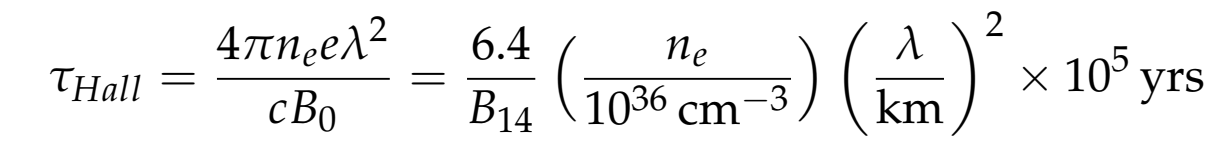 τ_{Hall} = \frac{4πn_e eλ^2}{cB_0} = \frac{6.4}{B_{14}} \left( \frac{n_e}{10^{36} cm^{-3}} \right) \left( \frac{λ}{km} \right)^2 × 10^5 yrs